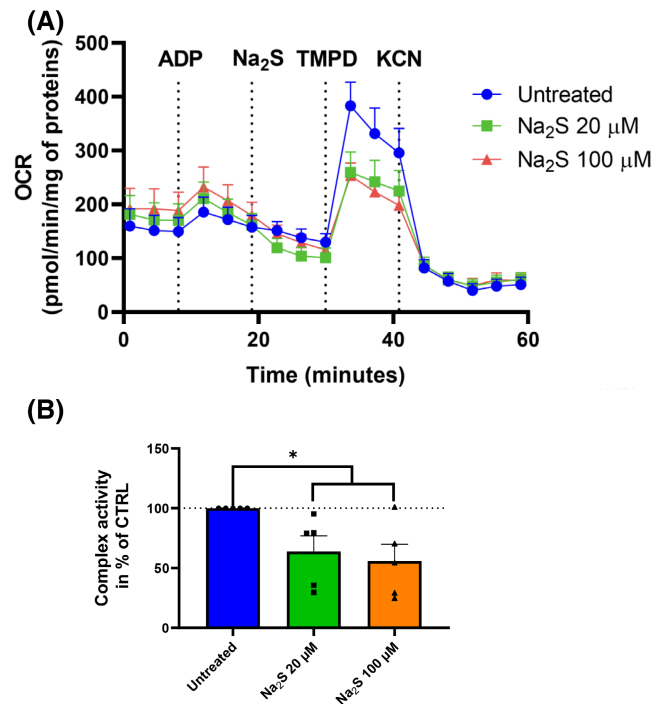 (A)
ADP
Na₂S
TMPD
KCN
500
400
300
200
100
0
OCR
(pmol/min/mg of proteins)
0
20
40
60
Time (minutes)
Untreated
Na₂S 20 μM
Na₂S 100 μM
(B)
150
100
50
0
Complex activity
in % of CTRL
*
Untreated
Na₂S 20 μM
Na₂S 100 μM